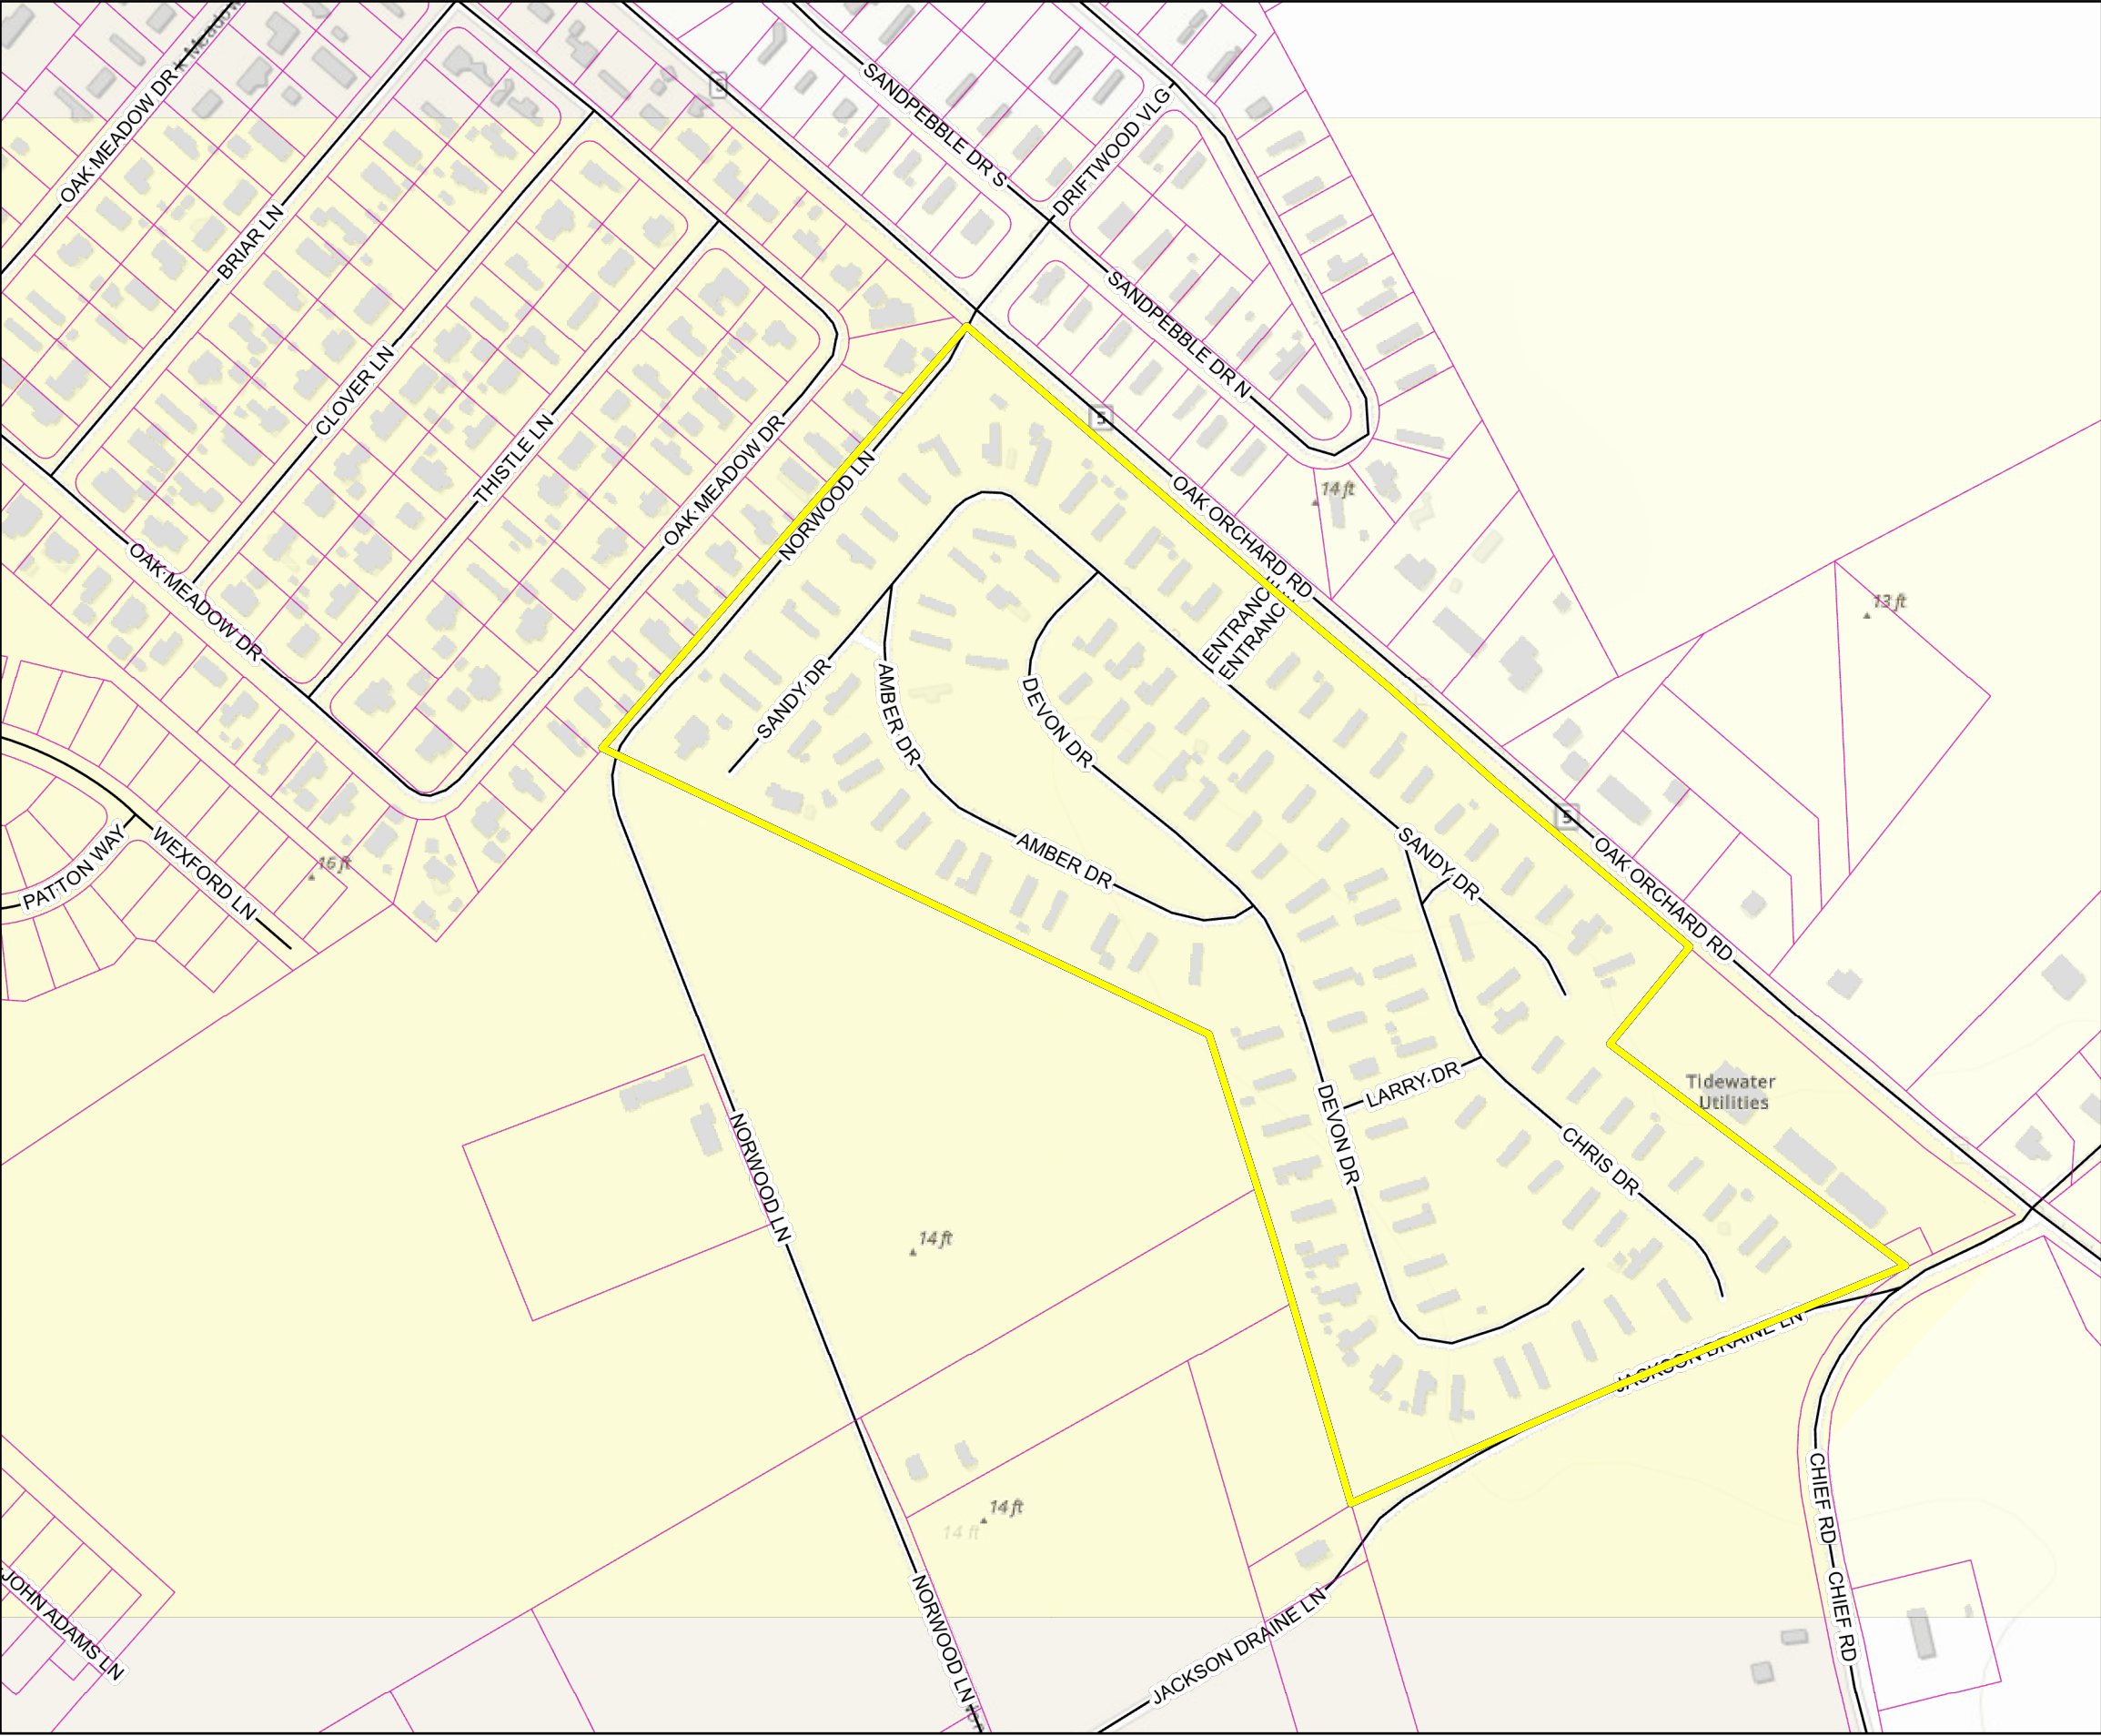 k Meadow
OAK MEADOW DR
5
SANDPEBBLE DR S
DRIFTWOOD VLG
BRIAR LN
SANDPEBBLE DR N
CLOVER LN
5
THISTLE LN
OAK MEADOW DR
NORWOOD LN
14 ft
OAK ORCHARD RD
13 ft
OAK MEADOW DR
ENTRANCE
ENTRANCE
SANDY DR
AMBER DR
DEVON DR
5
PATTON WAY
WEXFORD LN
16 ft
AMBER DR
SANDY DR
OAK ORCHARD RD
Tidewater
Utilities
LARRY DR
DEVON DR
NORWOOD LN
CHRIS DR
14 ft
JACKSON DRAINE LN
14 ft
14 ft
CHIEF RD
JOHN ADAMS LN
NORWOOD LN
JACKSON DRAINE LN
CHIEF RD